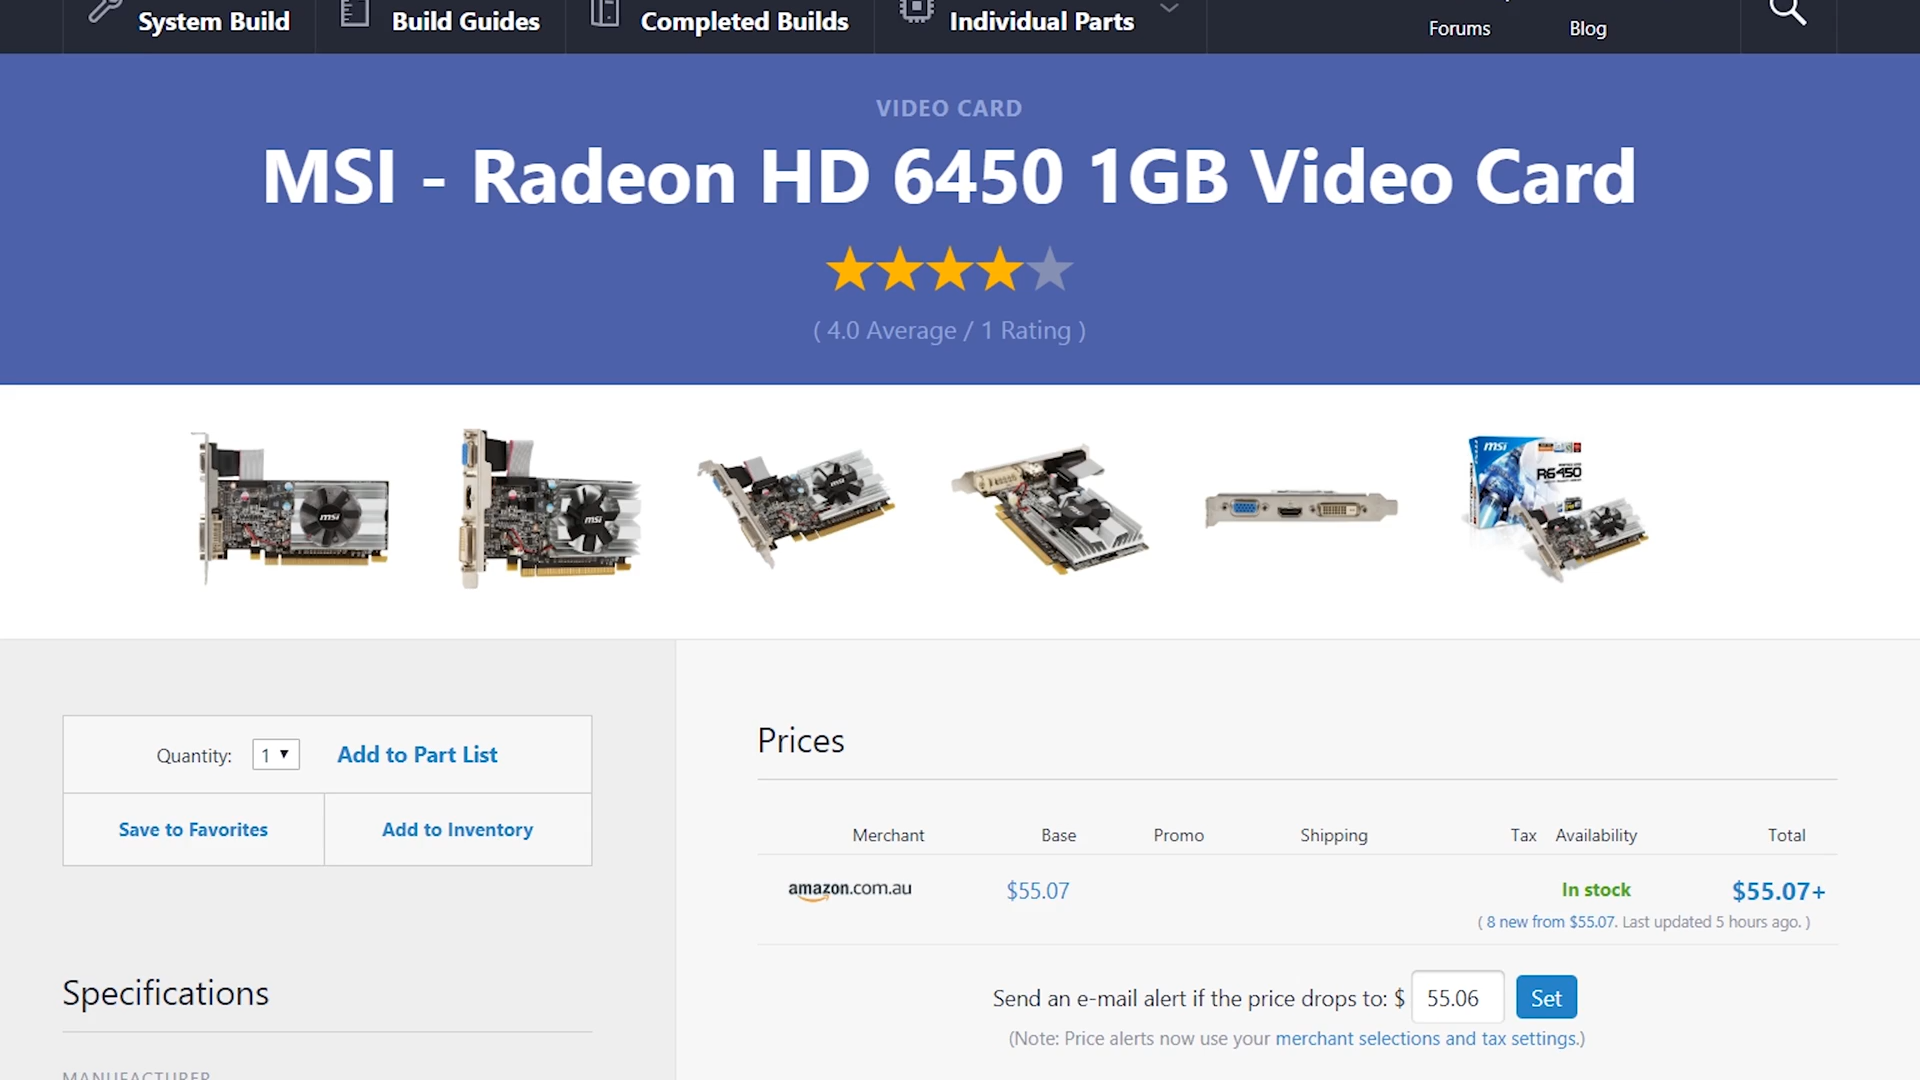 System Build
Build Guides
Completed Builds
Individual Parts
Forums
Blog
VIDEO CARD
MSI - Radeon HD 6450 1GB Video Card
( 4.0 Average / 1 Rating )
msi
msi
msi
msi
R6450
Quantity: 1 Add to Part List
Save to Favorites
Add to Inventory
Specifications
MANUFACTURER
Prices
Merchant Base Promo Shipping Tax Availability Total
amazon.com.au $55.07 In stock $55.07+
( 8 new from $55.07. Last updated 5 hours ago. )
Send an e-mail alert if the price drops to: $ 55.06 Set
(Note: Price alerts now use your merchant selections and tax settings.)